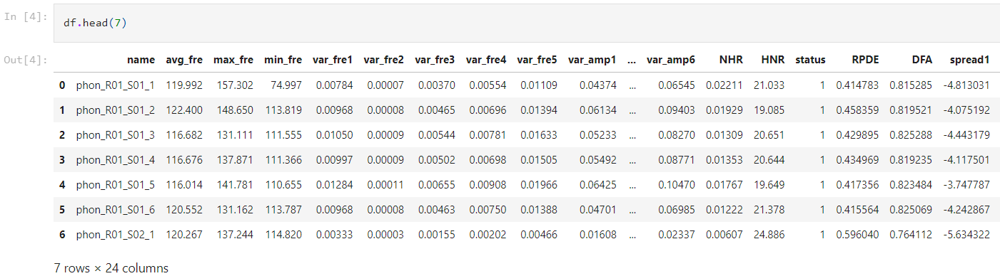 In [4]:
df.head(7)
Out[4]:
name avg_fre max_fre min_fre var_fre1 var_fre2 var_fre3 var_fre4 var_fre5 var_amp1 ... var_amp6 NHR HNR status RPDE DFA spread1
0 phon_R01_S01_1 119.992 157.302 74.997 0.00784 0.00007 0.00370 0.00554 0.01109 0.04374 ... 0.06545 0.02211 21.033 1 0.414783 0.815285 -4.813031
1 phon_R01_S01_2 122.400 148.650 113.819 0.00968 0.00008 0.00465 0.00696 0.01394 0.06134 ... 0.09403 0.01929 19.085 1 0.458359 0.819521 -4.075192
2 phon_R01_S01_3 116.682 131.111 111.555 0.01050 0.00009 0.00544 0.00781 0.01633 0.05233 ... 0.08270 0.01309 20.651 1 0.429895 0.825288 -4.443179
3 phon_R01_S01_4 116.676 137.871 111.366 0.00997 0.00009 0.00502 0.00698 0.01505 0.05492 ... 0.08771 0.01353 20.644 1 0.434969 0.819235 -4.117501
4 phon_R01_S01_5 116.014 141.781 110.655 0.01284 0.00011 0.00655 0.00908 0.01966 0.06425 ... 0.10470 0.01767 19.649 1 0.417356 0.823484 -3.747787
5 phon_R01_S01_6 120.552 131.162 113.787 0.00968 0.00008 0.00463 0.00750 0.01388 0.04701 ... 0.06985 0.01222 21.378 1 0.415564 0.825069 -4.242867
6 phon_R01_S02_1 120.267 137.244 114.820 0.00333 0.00003 0.00155 0.00202 0.00466 0.01608 ... 0.02337 0.00607 24.886 1 0.596040 0.764112 -5.634322
7 rows × 24 columns